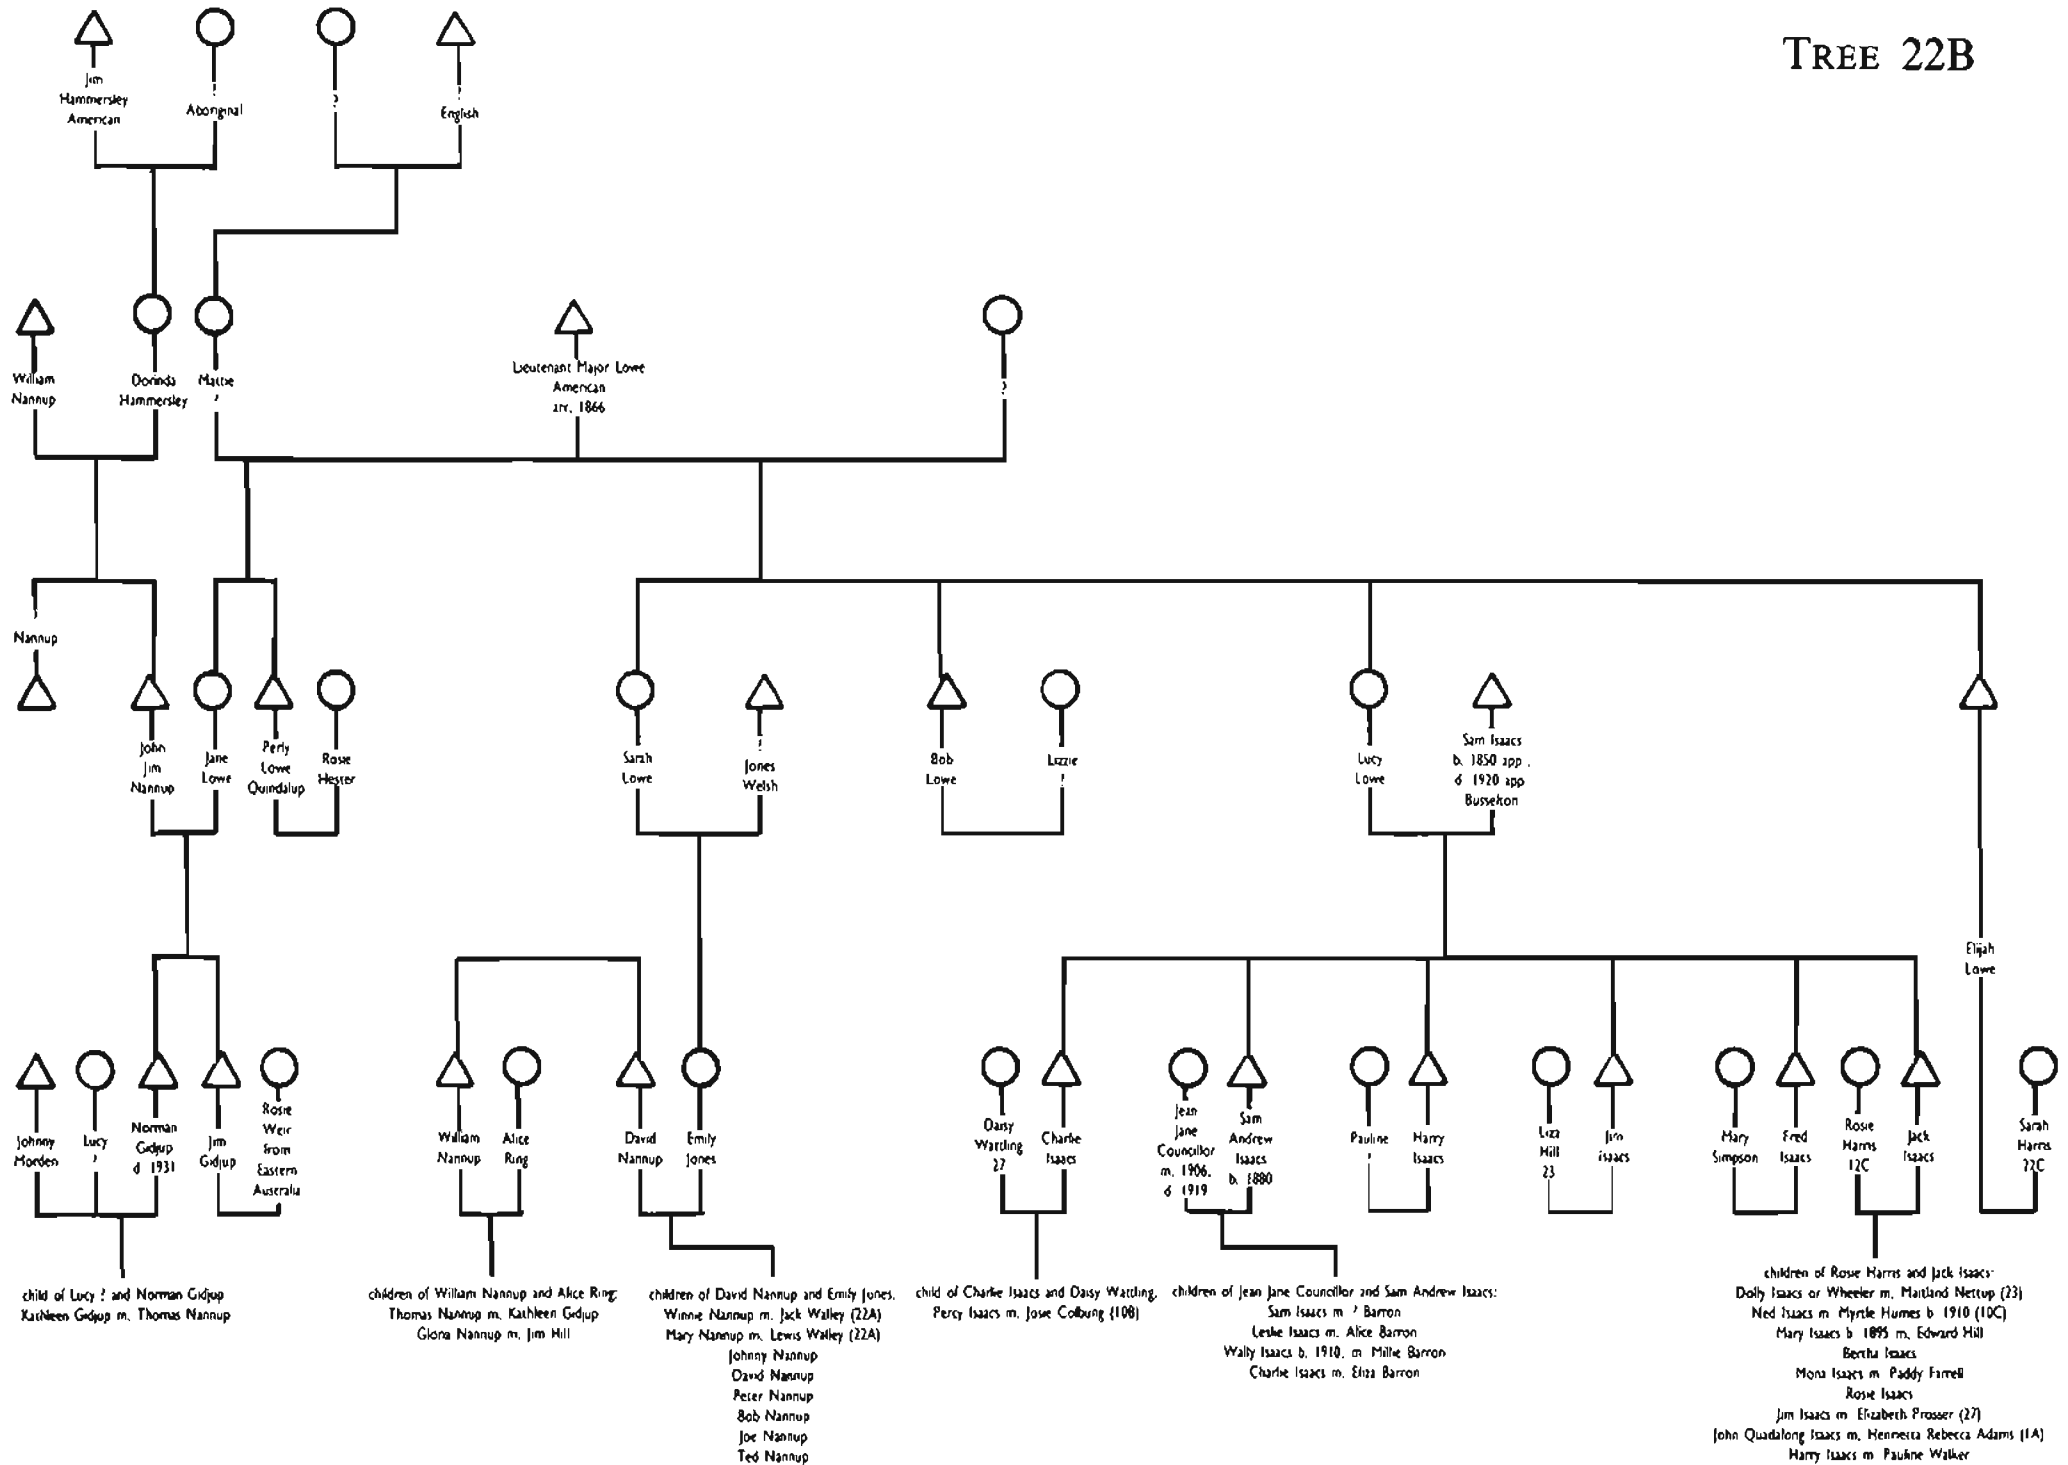 TREE 22B
Jim
Hammersley
American
?
Aboriginal
?
?
English
William
Nannup
Dorinda
Hammersley
Mattie
?
Lieutenant Major Lowe
American
arr. 1866
?
?
Nannup
John
Jim
Nannup
Jane
Lowe
Perly
Lowe
Quindalup
Rosie
Hester
Sarah
Lowe
?
Jones
Welsh
Bob
Lowe
Lizzie
?
Lucy
Lowe
Sam Isaacs
b. 1850 app.
d. 1920 app
Busselton
Elijah
Lowe
Johnny
Morden
Lucy
?
Norman
Gidjup
d. 1931
Jim
Gidjup
Rosie
Weir
from
Eastern
Australia
William
Nannup
Alice
Ring
David
Nannup
Emily
Jones
Daisy
Wattling
27
Charlie
Isaacs
Jean
Jane
Councillor
m. 1906.
d. 1919
Sam
Andrew
Isaacs
b. 1880
Pauline
?
Harry
Isaacs
Liza
Hill
23
Jim
Isaacs
Mary
Simpson
Fred
Isaacs
Rosie
Harris
12C
Jack
Isaacs
Sarah
Harris
22C
child of Lucy ? and Norman Gidjup
Kathleen Gidjup m. Thomas Nannup
children of William Nannup and Alice Ring:
Thomas Nannup m. Kathleen Gidjup
Gloria Nannup m. Jim Hill
children of David Nannup and Emily Jones.
Winnie Nannup m. Jack Walley (22A)
Mary Nannup m. Lewis Walley (22A)
Johnny Nannup
David Nannup
Peter Nannup
Bob Nannup
Joe Nannup
Ted Nannup
child of Charlie Isaacs and Daisy Wattling.
Percy Isaacs m. Josie Colbung (10B)
children of Jean Jane Councillor and Sam Andrew Isaacs:
Sam Isaacs m ? Barron
Leslie Isaacs m. Alice Barron
Wally Isaacs b. 1910, m Millie Barron
Charlie Isaacs m. Eliza Barron
children of Rosie Harris and Jack Isaacs:
Dolly Isaacs or Wheeler m. Maitland Nettup (23)
Ned Isaacs m Myrtle Humes b 1910 (10C)
Mary Isaacs b 1895 m. Edward Hill
Bertha Isaacs
Mona Isaacs m Paddy Farrell
Rosie Isaacs
Jim Isaacs m Elizabeth Prosser (27)
John Quadalong Isaacs m. Henrietta Rebecca Adams (1A)
Harry Isaacs m Pauline Walker